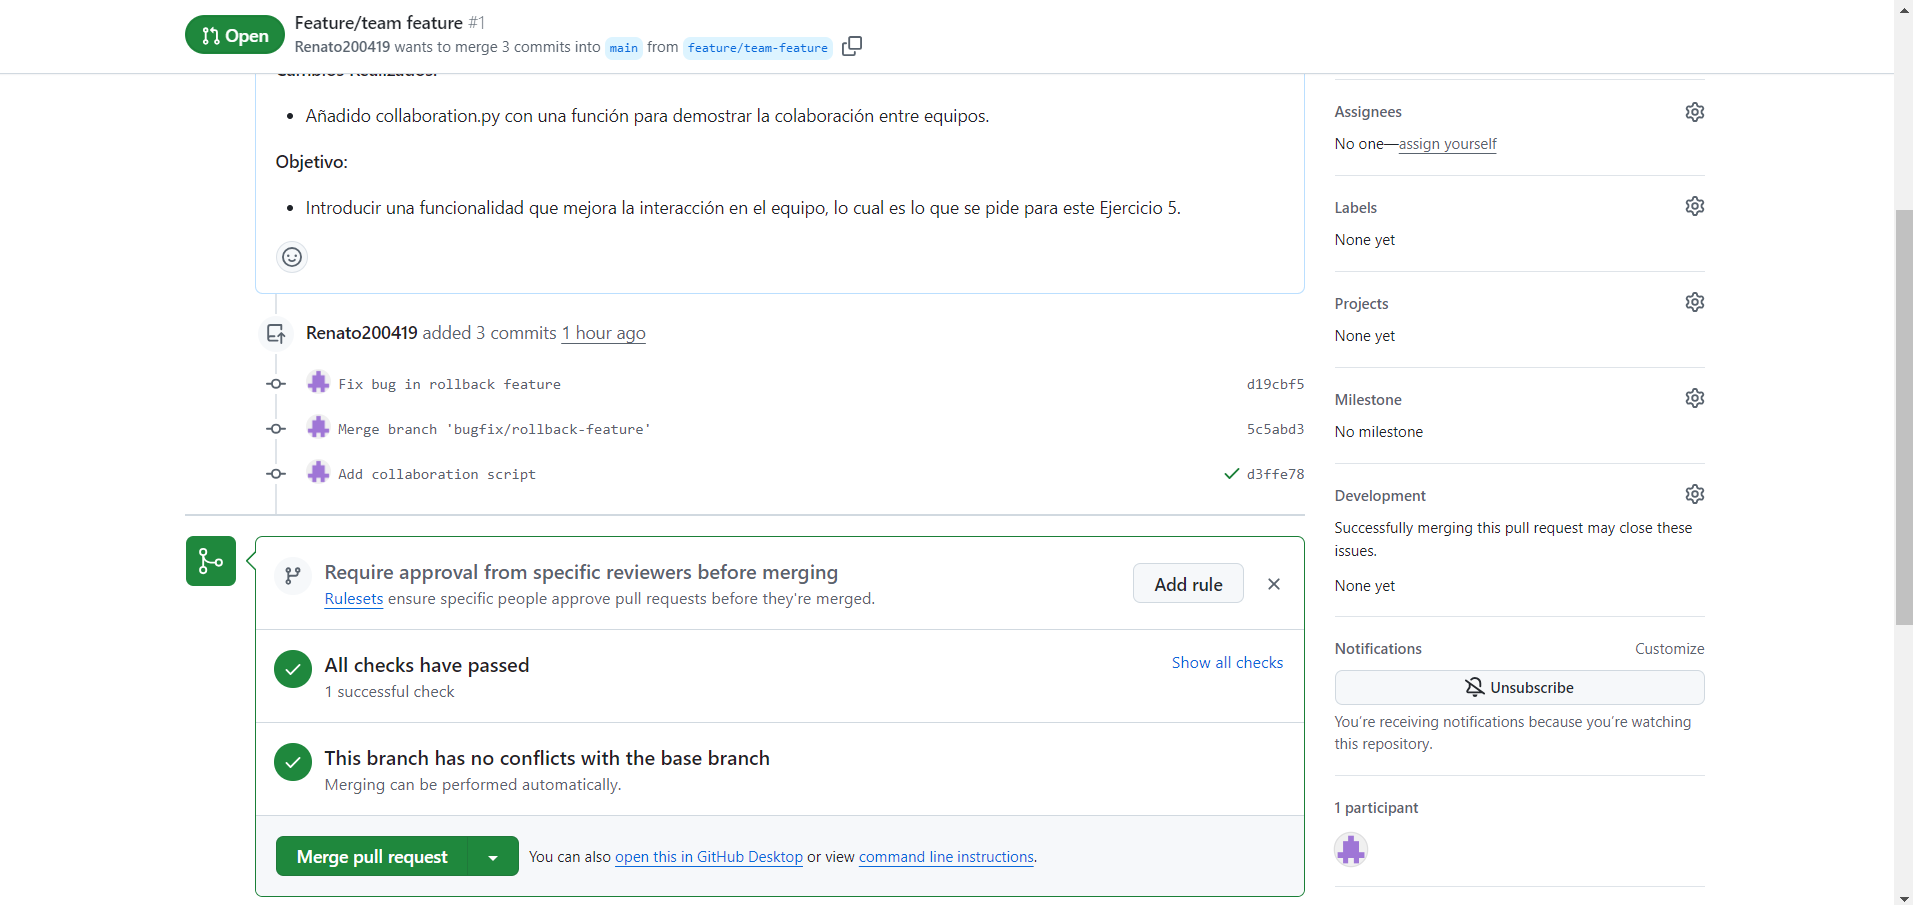 Open
Feature/team feature #1
Renato200419 wants to merge 3 commits into main from feature/team-feature
Cambios Realizados:
• Añadido collaboration.py con una función para demostrar la colaboración entre equipos.
Objetivo:
• Introducir una funcionalidad que mejora la interacción en el equipo, lo cual es lo que se pide para este Ejercicio 5.
Renato200419 added 3 commits 1 hour ago
Fix bug in rollback feature d19cbf5
Merge branch 'bugfix/rollback-feature' 5c5abd3
Add collaboration script d3ffe78
Require approval from specific reviewers before merging
Rulesets ensure specific people approve pull requests before they're merged.
Add rule
All checks have passed
1 successful check
Show all checks
This branch has no conflicts with the base branch
Merging can be performed automatically.
Merge pull request
You can also open this in GitHub Desktop or view command line instructions.
Assignees
No one—assign yourself
Labels
None yet
Projects
None yet
Milestone
No milestone
Development
Successfully merging this pull request may close these
issues.
None yet
Notifications Customize
Unsubscribe
You're receiving notifications because you're watching
this repository.
1 participant